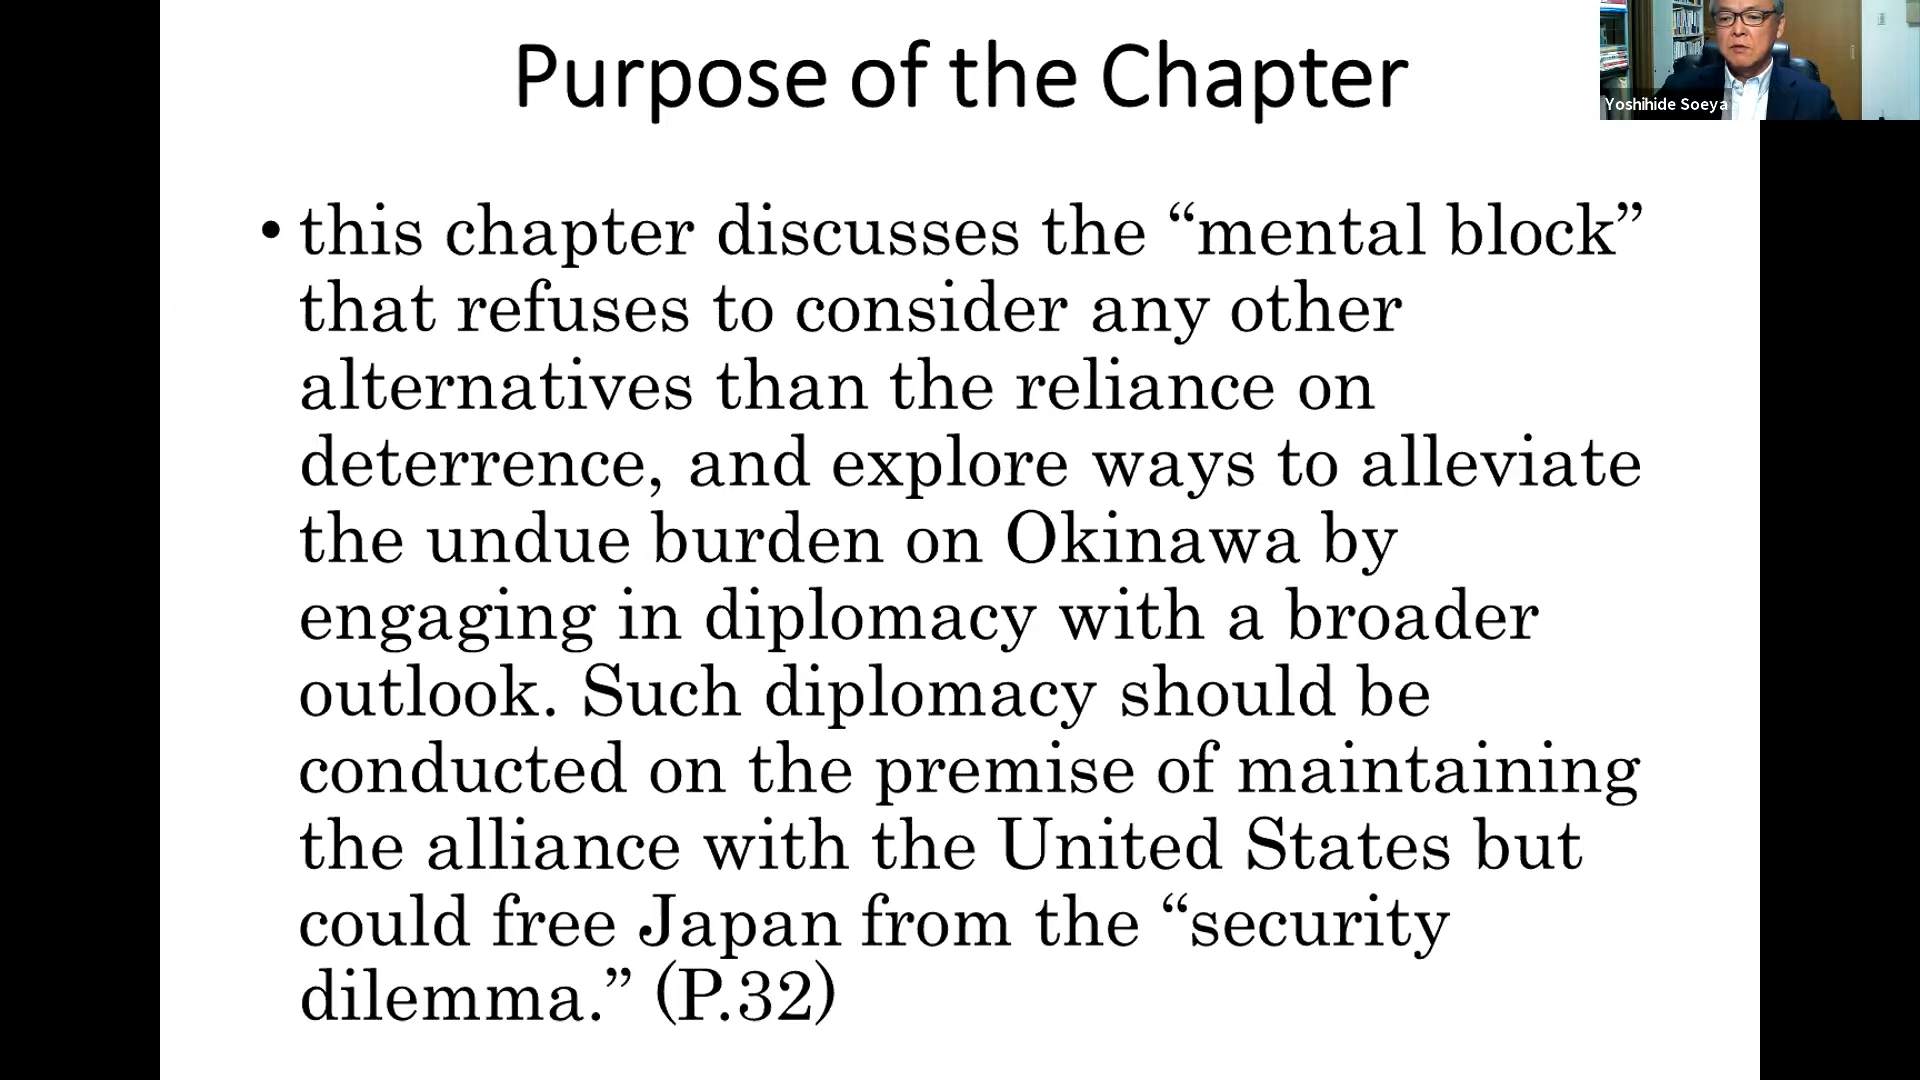 Purpose of the Chapter
Yoshihide Soeya
• this chapter discusses the “mental block”
that refuses to consider any other
alternatives than the reliance on
deterrence, and explore ways to alleviate
the undue burden on Okinawa by
engaging in diplomacy with a broader
outlook. Such diplomacy should be
conducted on the premise of maintaining
the alliance with the United States but
could free Japan from the “security
dilemma.” (P.32)